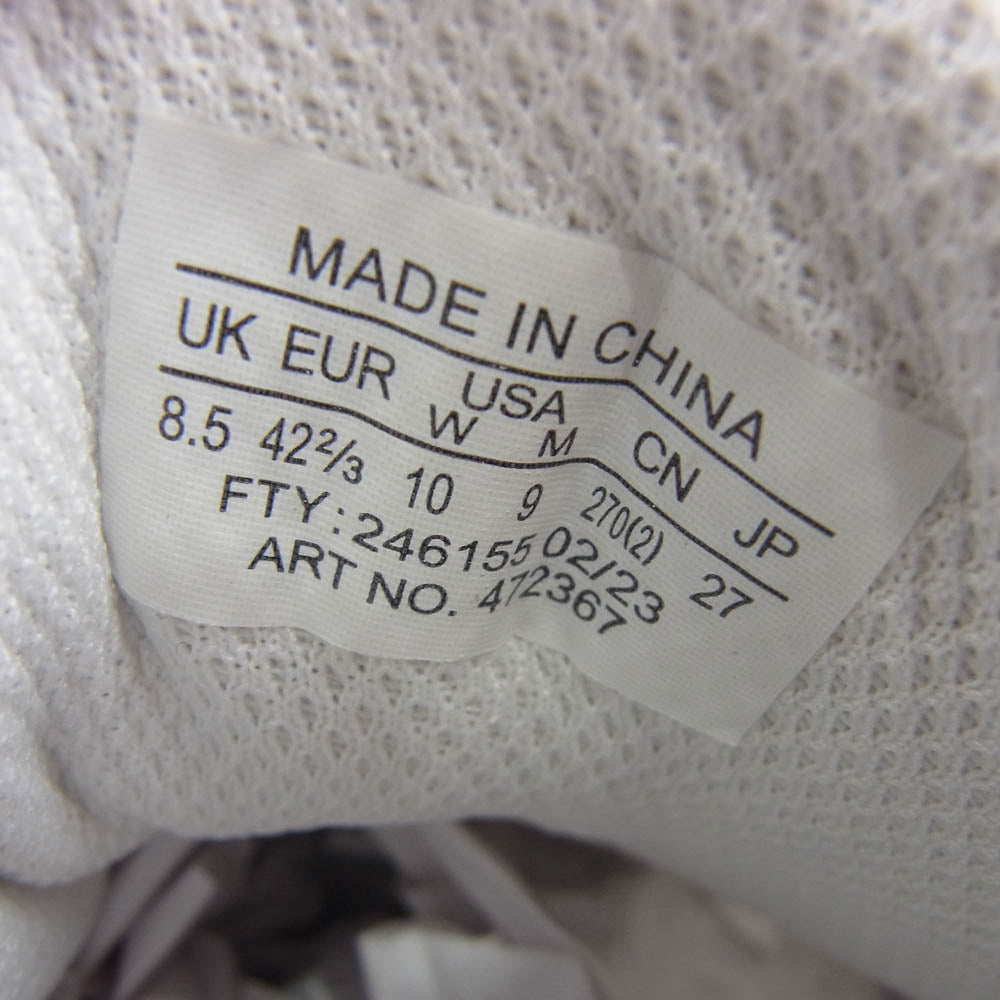 MADE IN CHINA
UK EUR USA CN JP
W M
8.5 42⅔ 10 9 270(2) 27
FTY:246155 02/23
ART NO. 472367